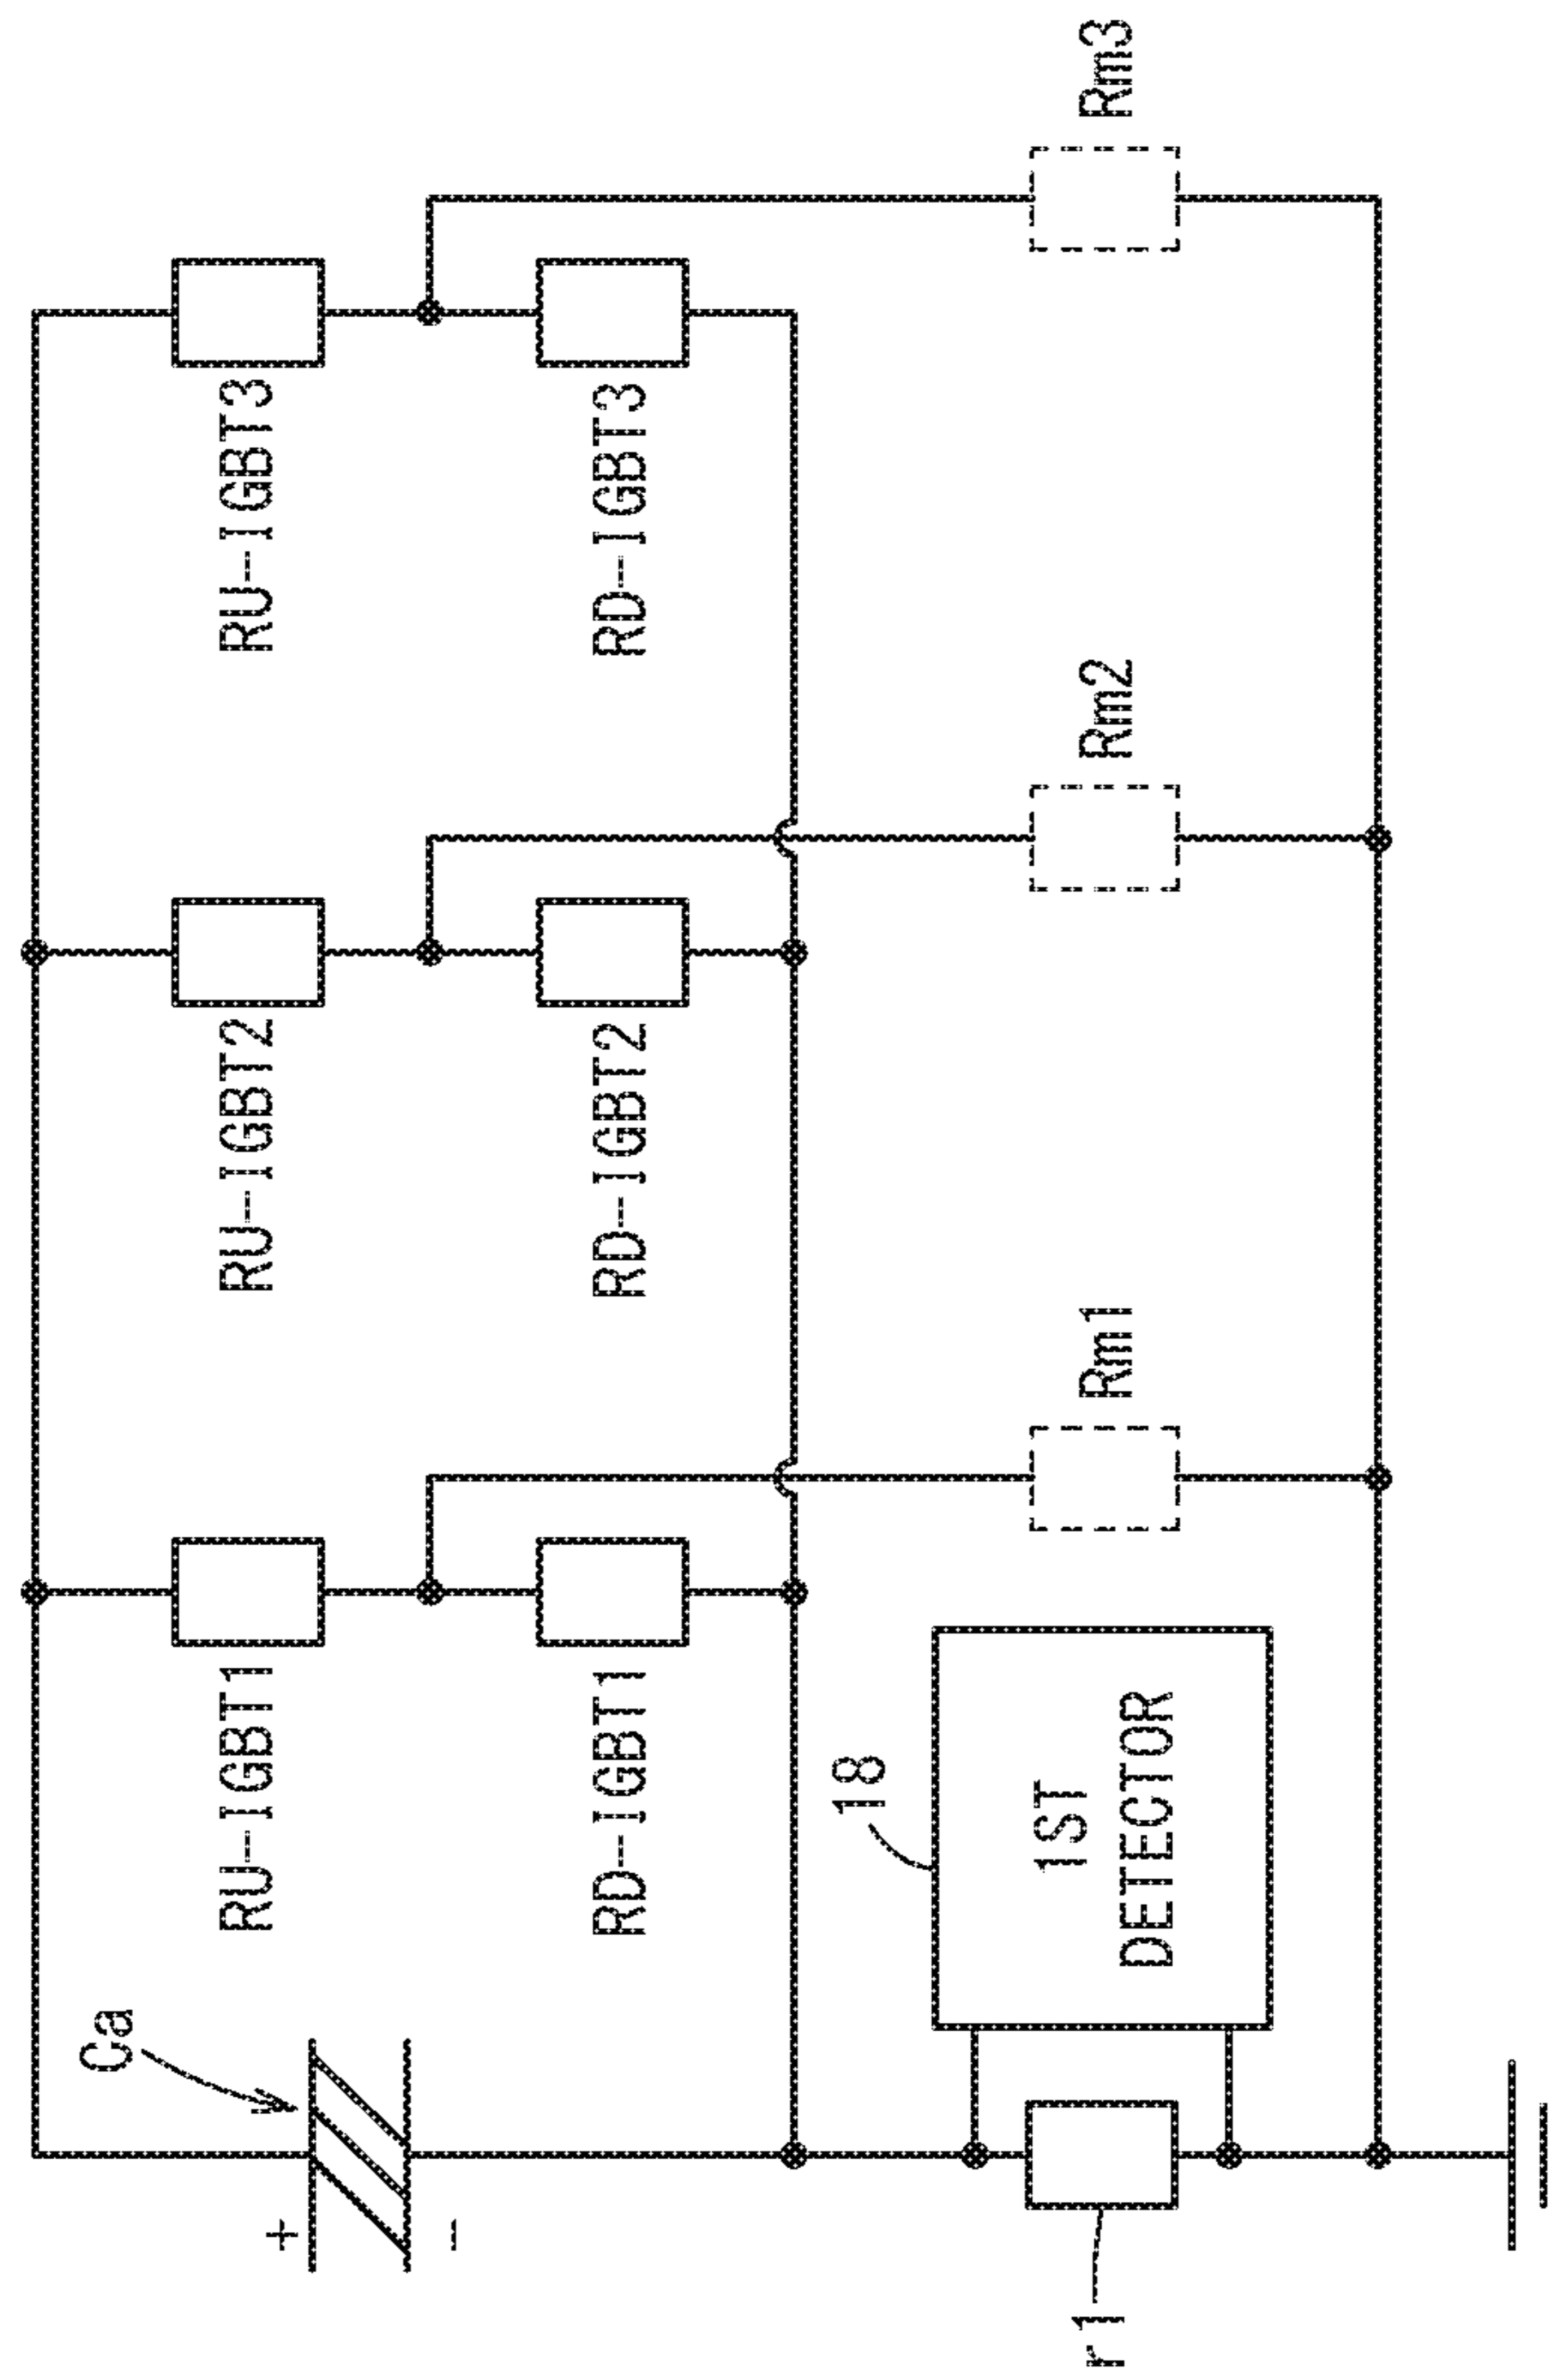 Ca
+
-
RU-IGBT1
RU-IGBT2
RU-IGBT3
RD-IGBT1
RD-IGBT2
RD-IGBT3
18
1ST
DETECTOR
r1
Rm1
Rm2
Rm3